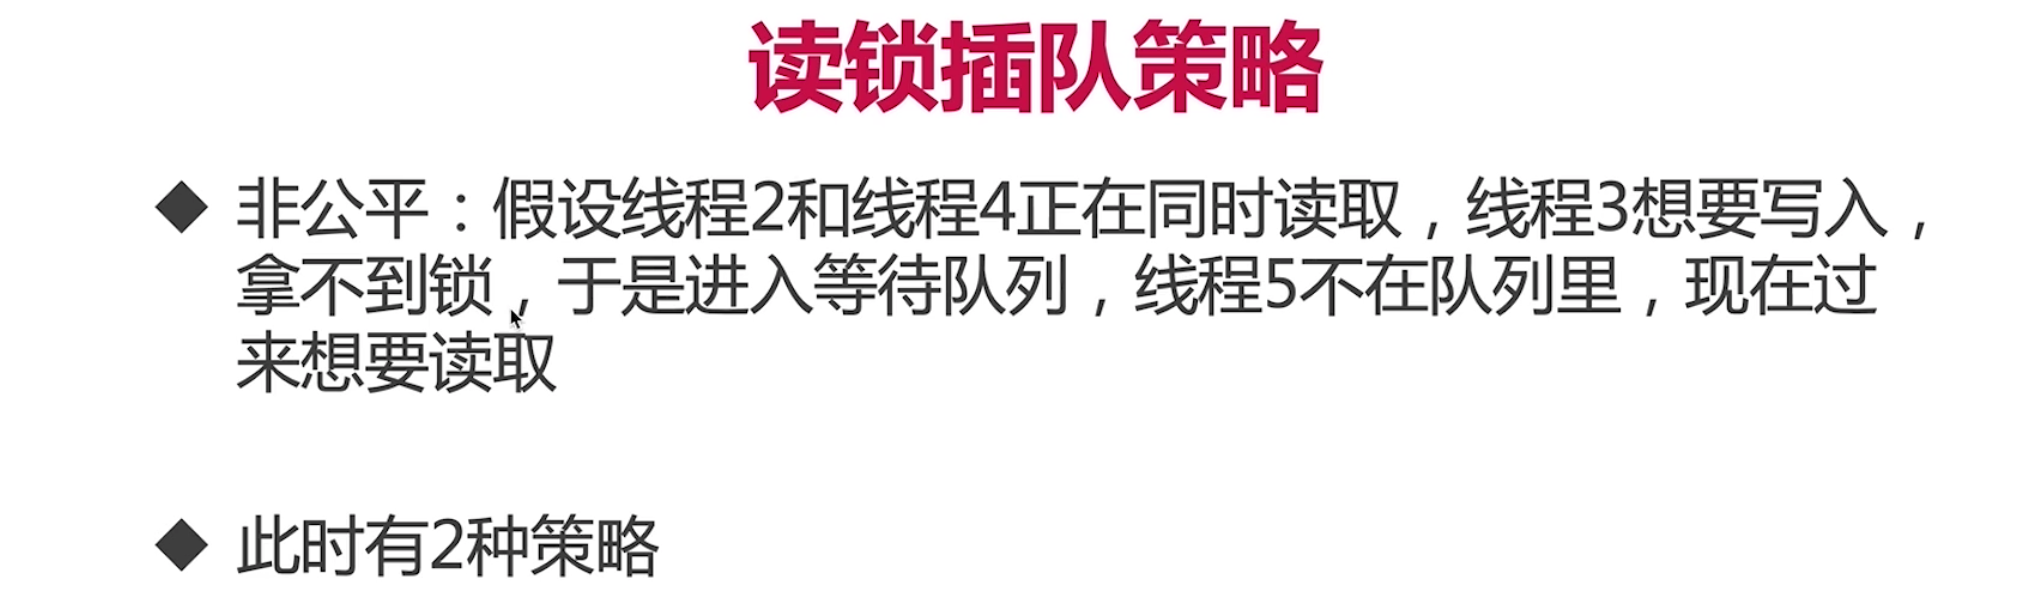 读锁插队策略
◆ 非公平：假设线程2和线程4正在同时读取，线程3想要写入，
拿不到锁，于是进入等待队列，线程5不在队列里，现在过
来想要读取
◆ 此时有2种策略